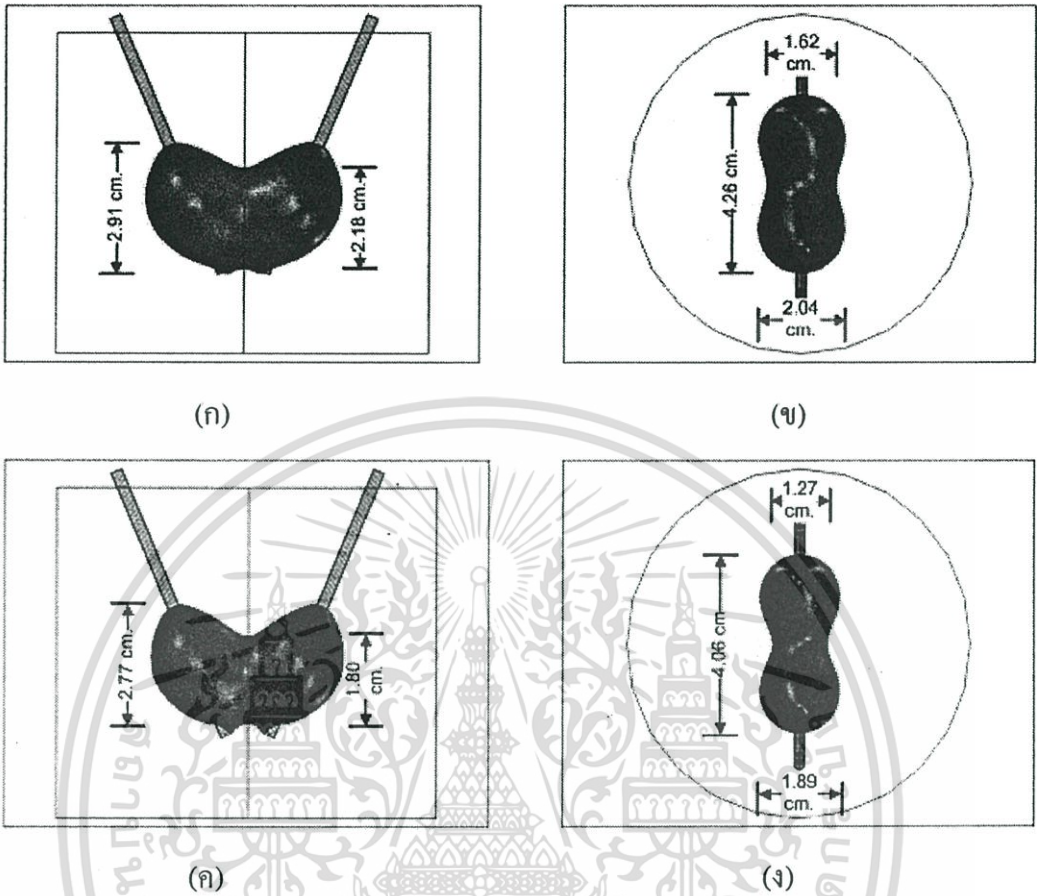 1.62
cm.
2.91 cm.
2.18 cm.
4.26 cm.
2.04
cm.
(ก)
(ข)
1.27
cm.
2.77 cm.
1.80
cm.
4.06 cm
1.89
cm.
(ค)
(ง)